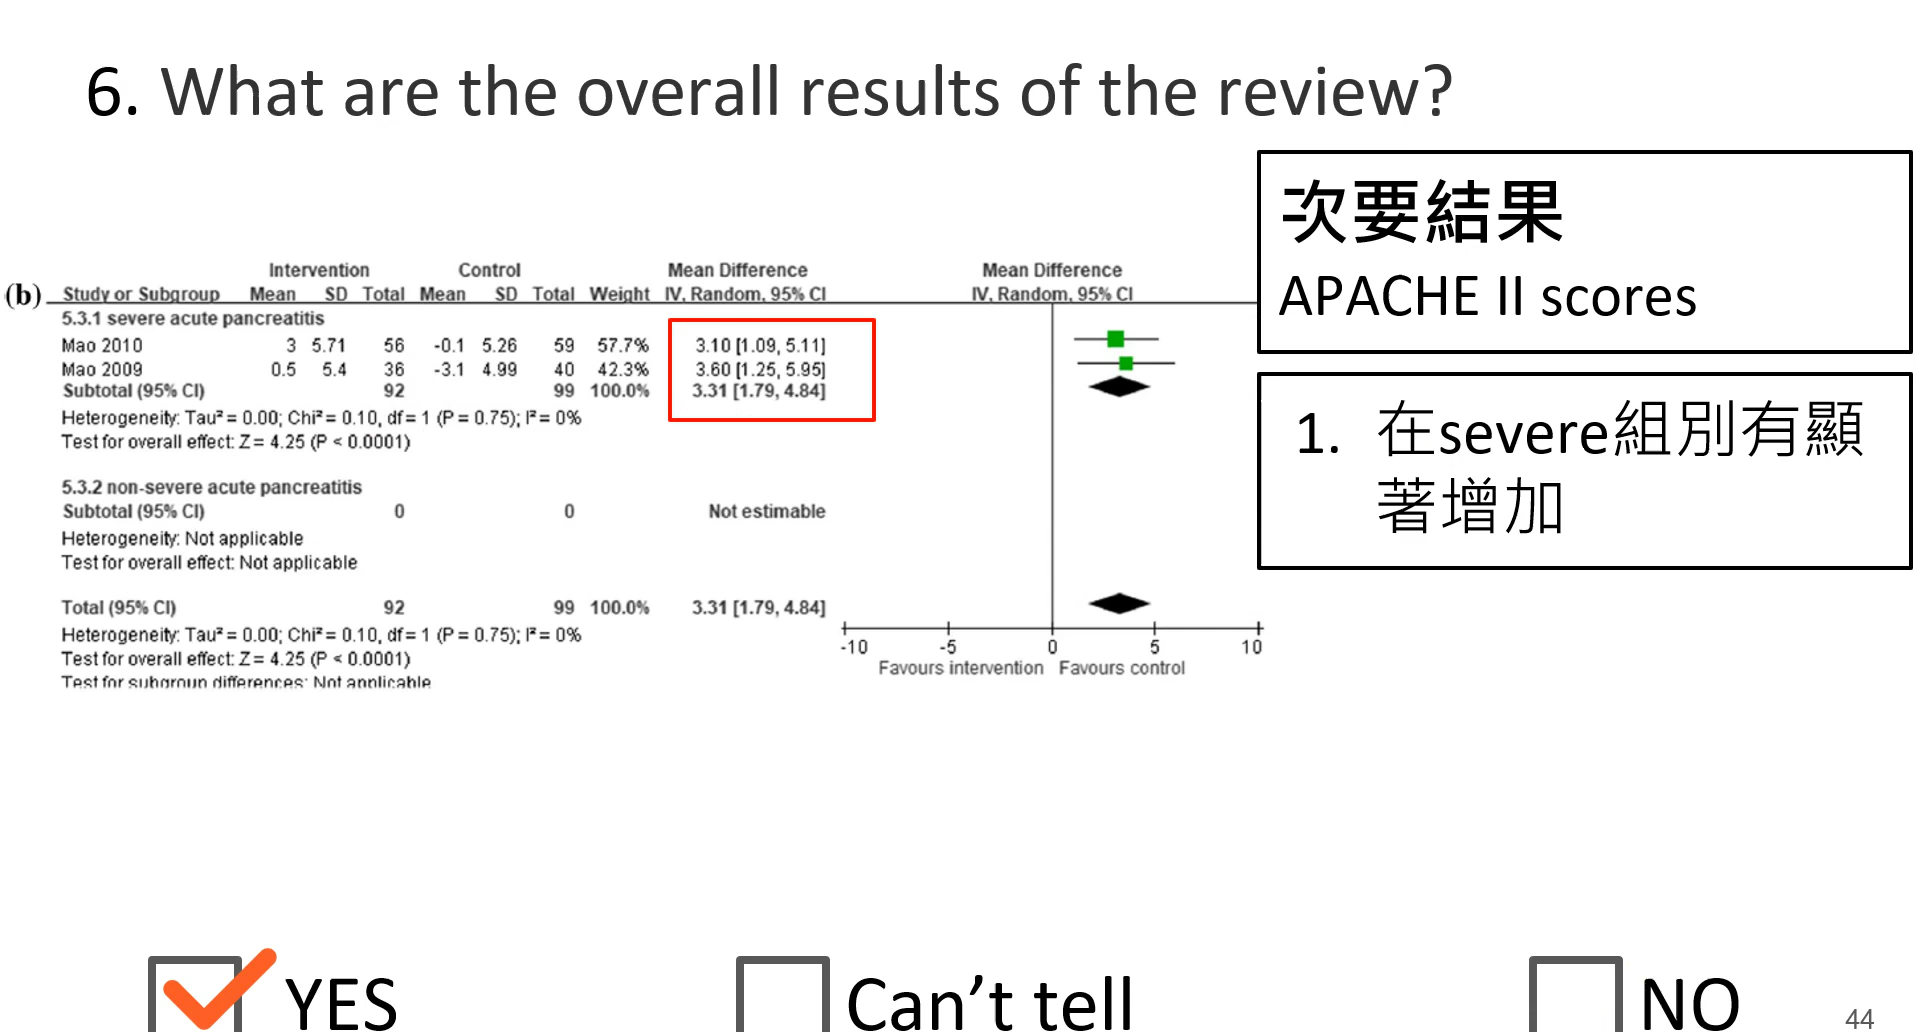 6. What are the overall results of the review?
次要結果
APACHE II scores
1. 在severe組別有顯
著增加
Intervention Control Mean Difference Mean Difference
(b) Study or Subgroup Mean SD Total Mean SD Total Weight IV, Random, 95% CI IV, Random, 95% CI
5.3.1 severe acute pancreatitis
Mao 2010 3 5.71 56 -0.1 5.26 59 57.7% 3.10 [1.09, 5.11]
Mao 2009 0.5 5.4 36 -3.1 4.99 40 42.3% 3.60 [1.25, 5.95]
Subtotal (95% CI) 92 99 100.0% 3.31 [1.79, 4.84]
Heterogeneity: Tau² = 0.00; Chi² = 0.10, df = 1 (P = 0.75); I² = 0%
Test for overall effect: Z = 4.25 (P < 0.0001)
5.3.2 non-severe acute pancreatitis
Subtotal (95% CI) 0 0 Not estimable
Heterogeneity: Not applicable
Test for overall effect: Not applicable
Total (95% CI) 92 99 100.0% 3.31 [1.79, 4.84]
Heterogeneity: Tau² = 0.00; Chi² = 0.10, df = 1 (P = 0.75); I² = 0%
Test for overall effect: Z = 4.25 (P < 0.0001)
Test for subgroup differences: Not applicable
-10 -5 0 5 10
Favours intervention Favours control
YES Can’t tell NO
44